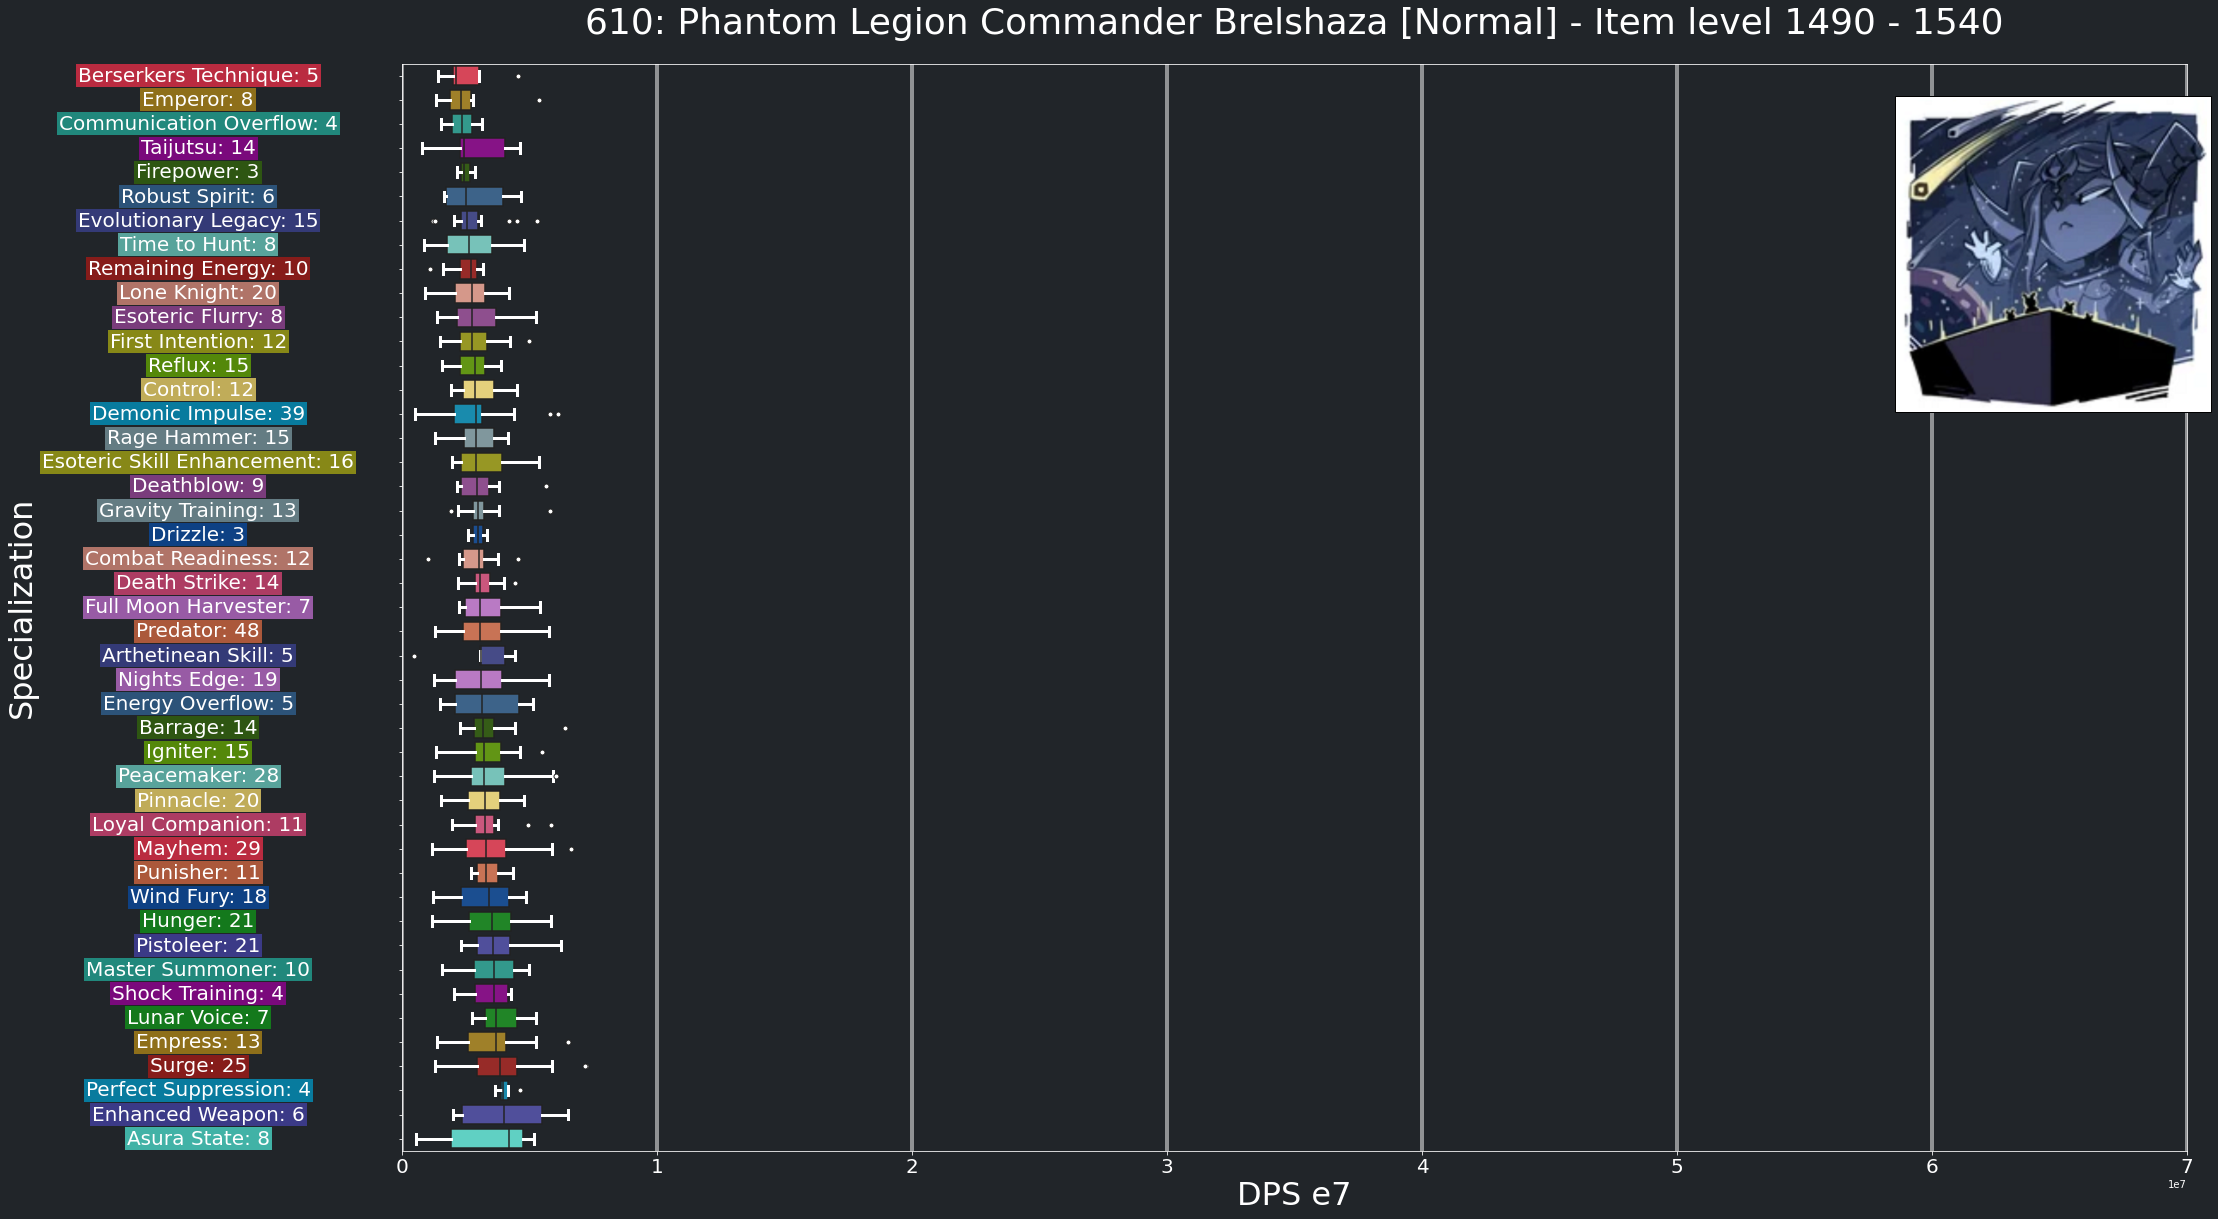 610: Phantom Legion Commander Brelshaza [Normal] - Item level 1490 - 1540
Berserkers Technique: 5
Emperor: 8
Communication Overflow: 4
Taijutsu: 14
Firepower: 3
Robust Spirit: 6
Evolutionary Legacy: 15
Time to Hunt: 8
Remaining Energy: 10
Lone Knight: 20
Esoteric Flurry: 8
First Intention: 12
Reflux: 15
Control: 12
Demonic Impulse: 39
Rage Hammer: 15
Esoteric Skill Enhancement: 16
Deathblow: 9
Gravity Training: 13
Drizzle: 3
Combat Readiness: 12
Death Strike: 14
Full Moon Harvester: 7
Predator: 48
Arthetinean Skill: 5
Nights Edge: 19
Energy Overflow: 5
Barrage: 14
Igniter: 15
Peacemaker: 28
Pinnacle: 20
Loyal Companion: 11
Mayhem: 29
Punisher: 11
Wind Fury: 18
Hunger: 21
Pistoleer: 21
Master Summoner: 10
Shock Training: 4
Lunar Voice: 7
Empress: 13
Surge: 25
Perfect Suppression: 4
Enhanced Weapon: 6
Asura State: 8
Specialization
0 1 2 3 4 5 6 7
1e7
DPS e7